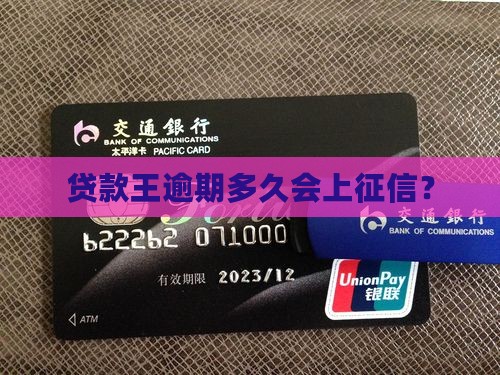 交通銀行
BANK OF COMMUNICATIONS
太平洋卡 PACIFIC CARD
贷款王逾期多久会上征信？
交通銀行
BANK OF COMMUNICATIONS
622262 071000
有效期限 2023/12
UnionPay
银联
ATM